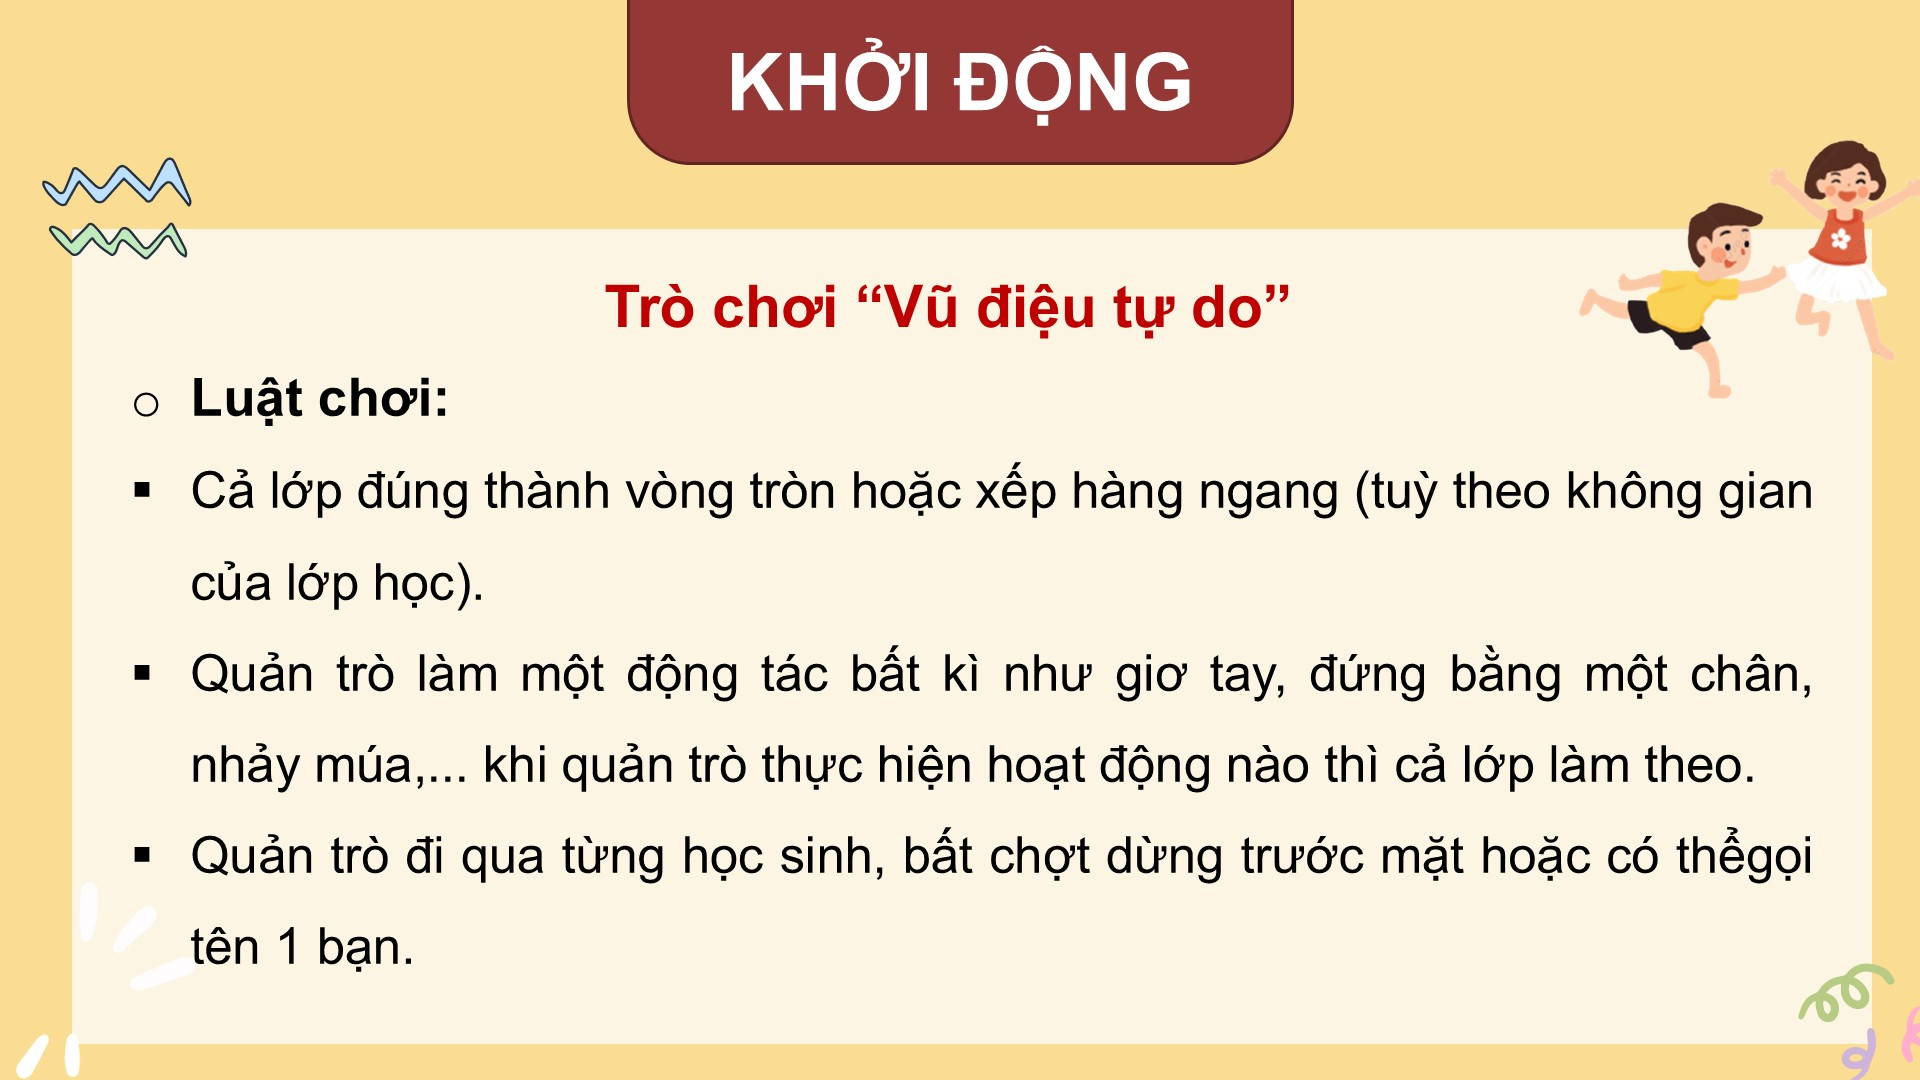 KHỞI ĐỘNG
Trò chơi “Vũ điệu tự do”
Luật chơi:
Cả lớp đúng thành vòng tròn hoặc xếp hàng ngang (tuỳ theo không gian
của lớp học).
Quản trò làm một động tác bất kì như giơ tay, đứng bằng một chân,
nhảy múa,... khi quản trò thực hiện hoạt động nào thì cả lớp làm theo.
Quản trò đi qua từng học sinh, bất chợt dừng trước mặt hoặc có thểgọi
tên 1 bạn.